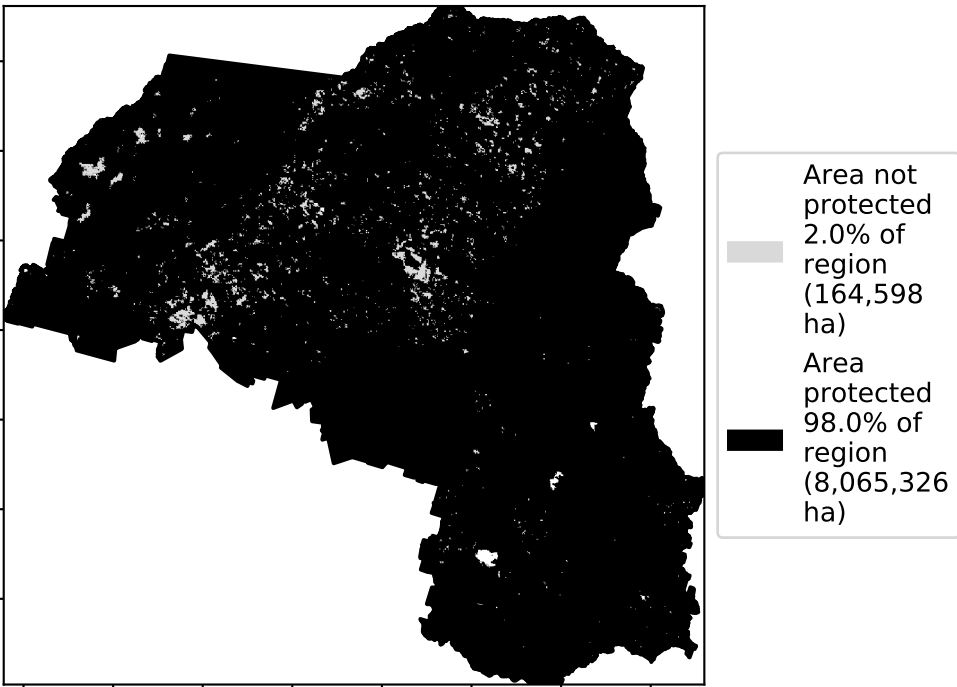 Area not
protected
2.0% of
region
(164,598
ha)
Area
protected
98.0% of
region
(8,065,326
ha)